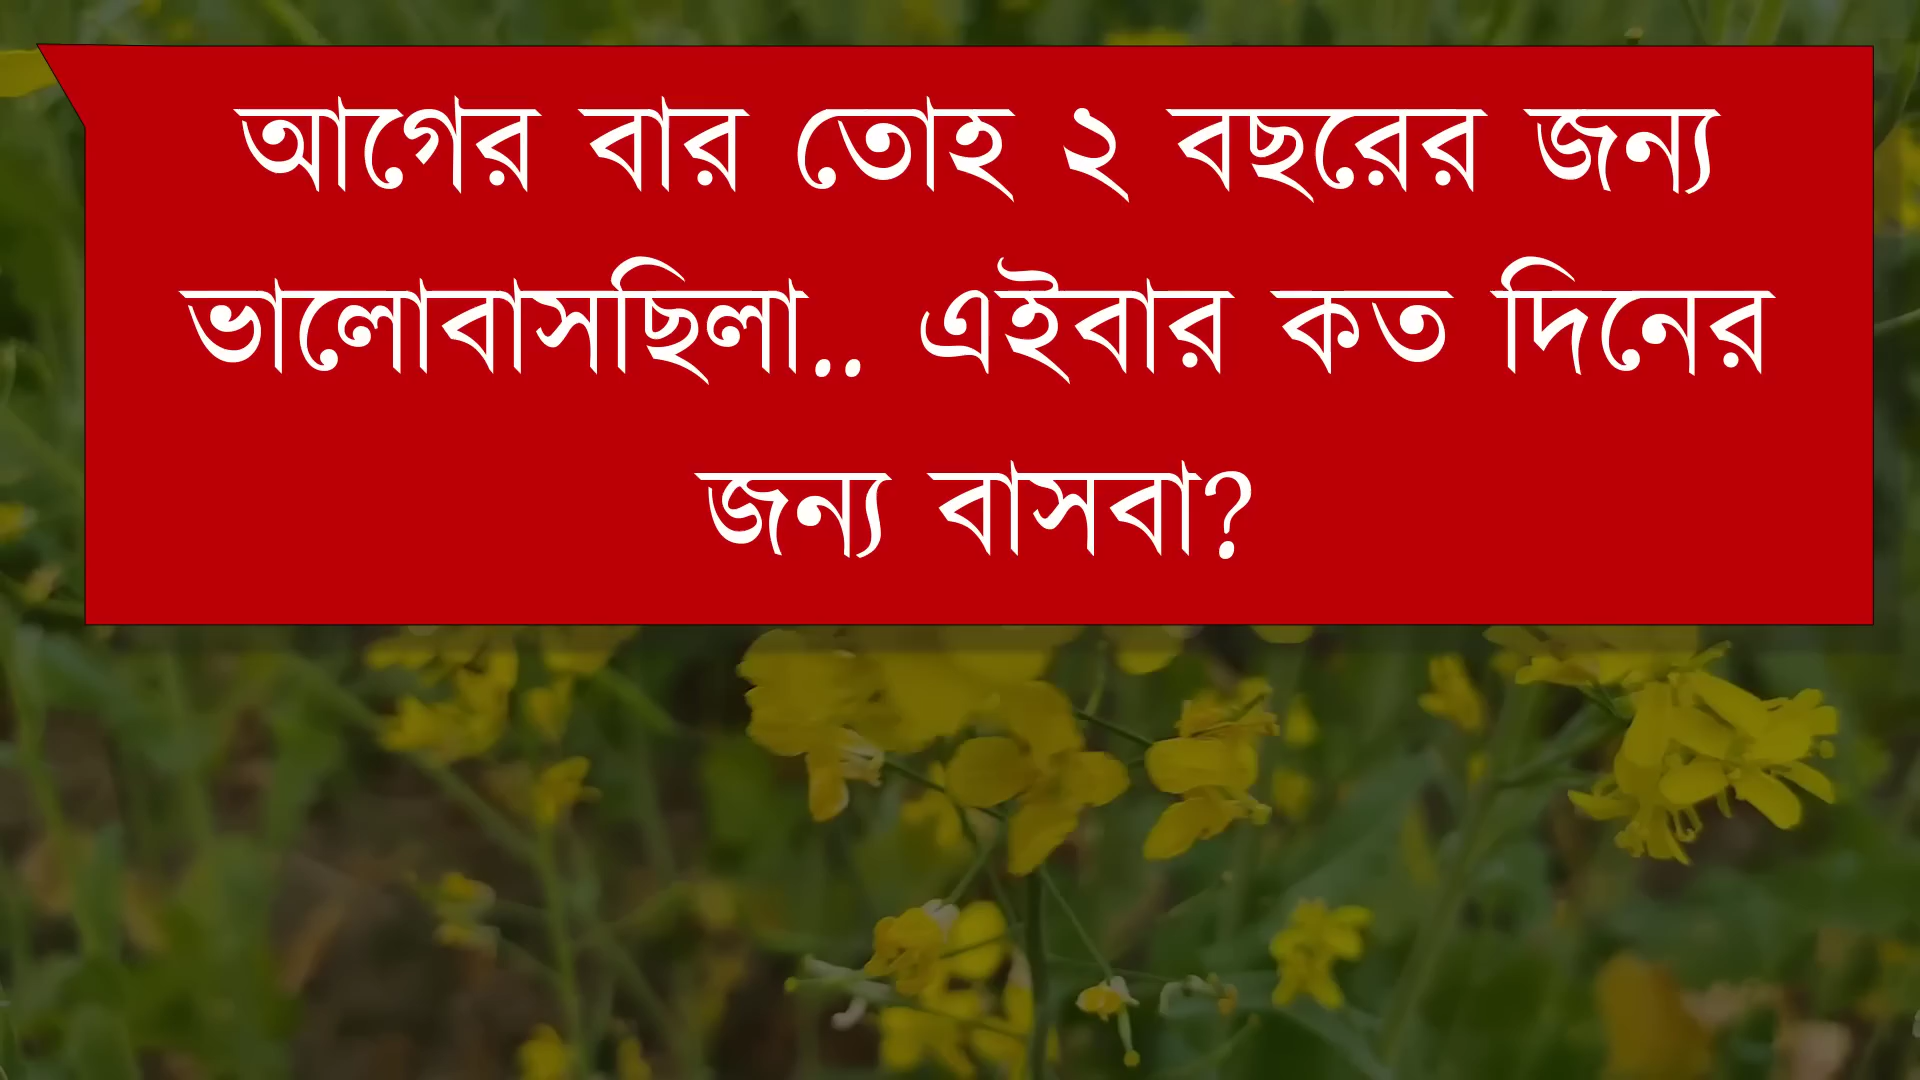 আগের বার তোহ ২ বছরের জন্য
ভালোবাসছিলা.. এইবার কত দিনের
জন্য বাসবা?